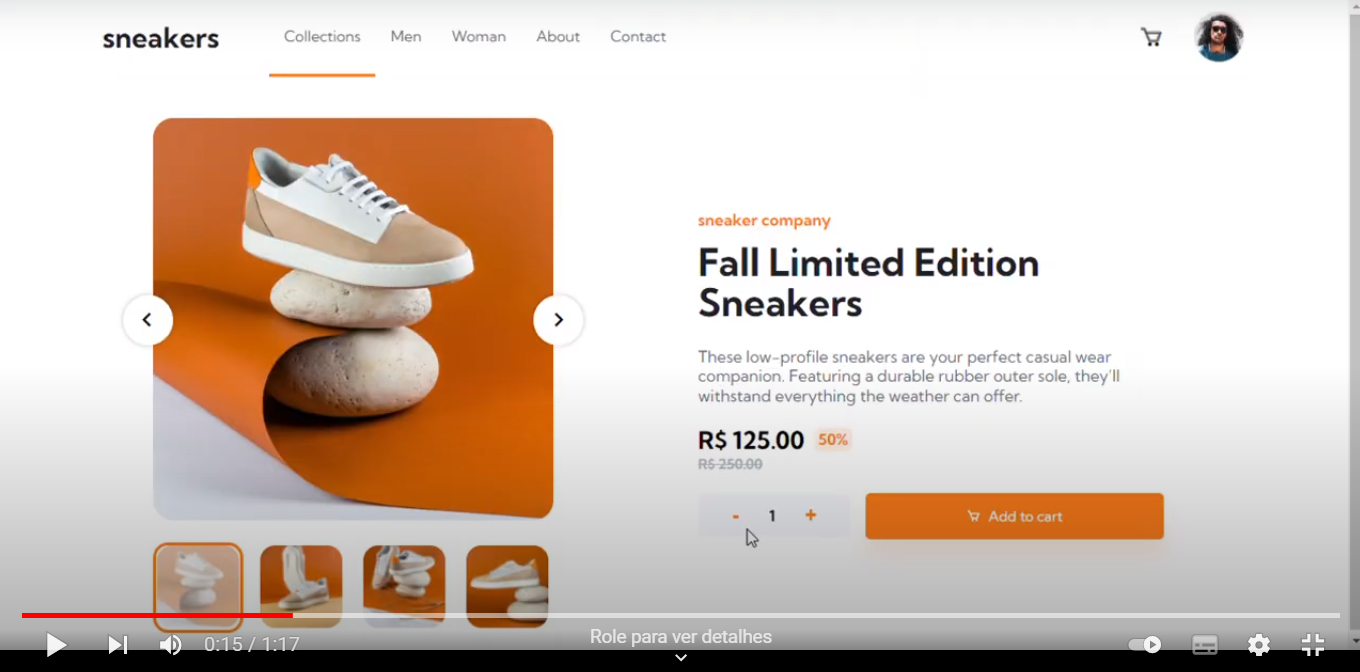 sneakers
Collections Men Woman About Contact
sneaker company
Fall Limited Edition
Sneakers
These low-profile sneakers are your perfect casual wear
companion. Featuring a durable rubber outer sole, they'll
withstand everything the weather can offer.
R$ 125.00 50%
R$ 250.00
- 1 +
Add to cart
0:15 / 1:17
Role para ver detalhes